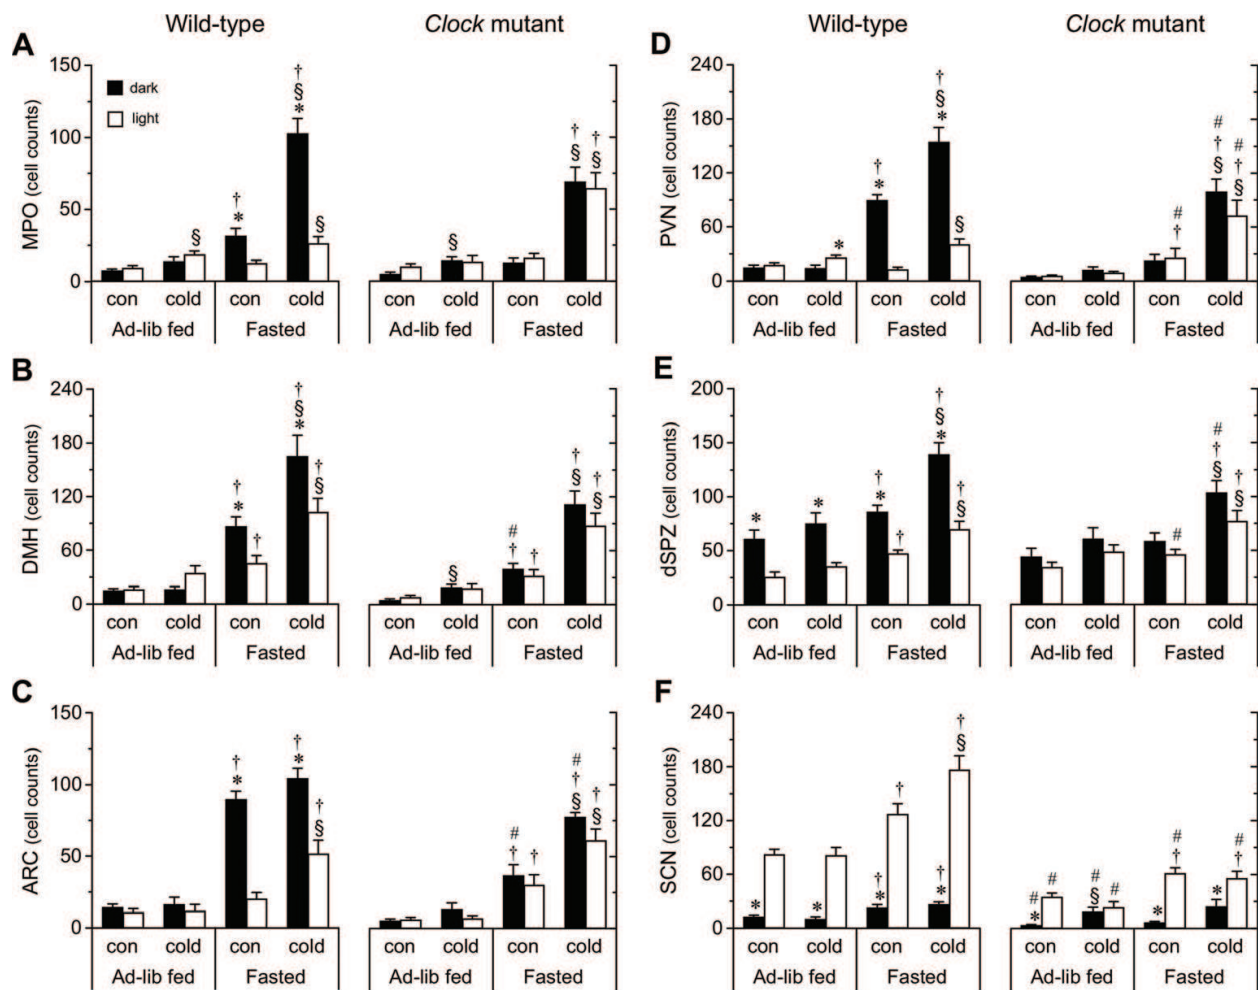 Wild-type
Clock mutant
A
MPO (cell counts)
150
100
50
0
dark
light
§
†
*
†
§
*
§
§
†
§
†
§
con cold con cold
Ad-lib fed Fasted
con cold con cold
Ad-lib fed Fasted
B
DMH (cell counts)
240
180
120
60
0
†
*
†
†
§
*
†
§
§
#
†
†
†
§
†
§
con cold con cold
Ad-lib fed Fasted
con cold con cold
Ad-lib fed Fasted
C
ARC (cell counts)
150
100
50
0
†
*
†
*
†
§
#
†
†
#
†
§
†
§
con cold con cold
Ad-lib fed Fasted
con cold con cold
Ad-lib fed Fasted
Wild-type
Clock mutant
D
PVN (cell counts)
240
180
120
60
0
*
†
*
†
§
*
§
#
†
#
†
§
#
†
§
con cold con cold
Ad-lib fed Fasted
con cold con cold
Ad-lib fed Fasted
E
dSPZ (cell counts)
200
150
100
50
0
*
*
†
*
†
†
§
*
†
§
#
#
†
§
†
§
con cold con cold
Ad-lib fed Fasted
con cold con cold
Ad-lib fed Fasted
F
SCN (cell counts)
240
180
120
60
0
*
*
†
*
†
†
*
†
§
#
*
#
#
§
#
*
#
†
*
#
†
con cold con cold
Ad-lib fed Fasted
con cold con cold
Ad-lib fed Fasted